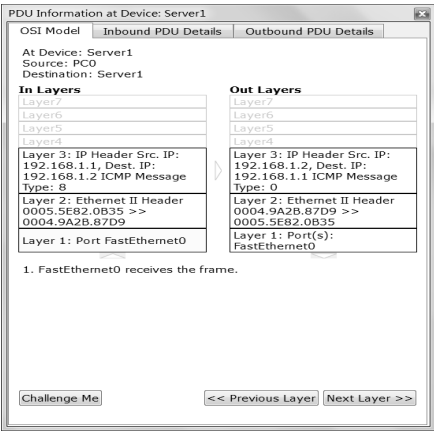 PDU Information at Device: Server1
OSI Model Inbound PDU Details Outbound PDU Details
At Device: Server1
Source: PC0
Destination: Server1
In Layers
Layer7
Layer6
Layer5
Layer4
Layer 3: IP Header Src. IP:
192.168.1.1, Dest. IP:
192.168.1.2 ICMP Message
Type: 8
Layer 2: Ethernet II Header
0005.5E82.0B35 >>
0004.9A2B.87D9
Layer 1: Port FastEthernet0
Out Layers
Layer7
Layer6
Layer5
Layer4
Layer 3: IP Header Src. IP:
192.168.1.2, Dest. IP:
192.168.1.1 ICMP Message
Type: 0
Layer 2: Ethernet II Header
0004.9A2B.87D9 >>
0005.5E82.0B35
Layer 1: Port(s):
FastEthernet0
1. FastEthernet0 receives the frame.
Challenge Me << Previous Layer Next Layer >>